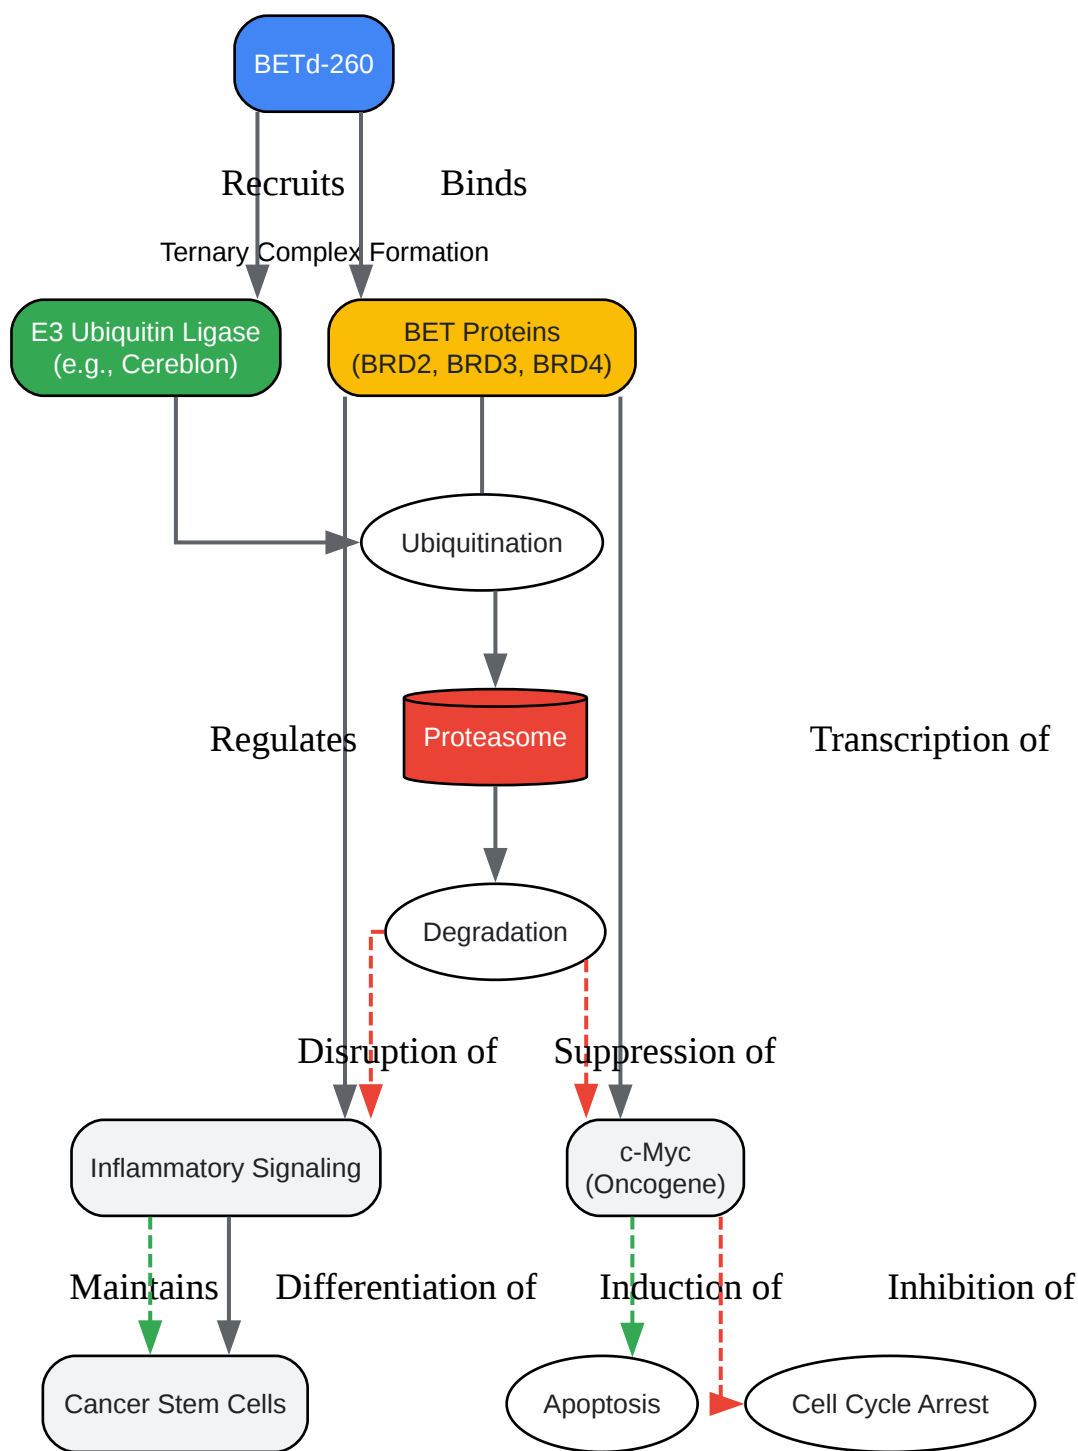 BETd-260
Recruits
Binds
Ternary Complex Formation
E3 Ubiquitin Ligase
(e.g., Cereblon)
BET Proteins
(BRD2, BRD3, BRD4)
Ubiquitination
Regulates
Proteasome
Transcription of
Degradation
Disruption of
Suppression of
Inflammatory Signaling
c-Myc
(Oncogene)
Maintains
Differentiation of
Induction of
Inhibition of
Cancer Stem Cells
Apoptosis
Cell Cycle Arrest